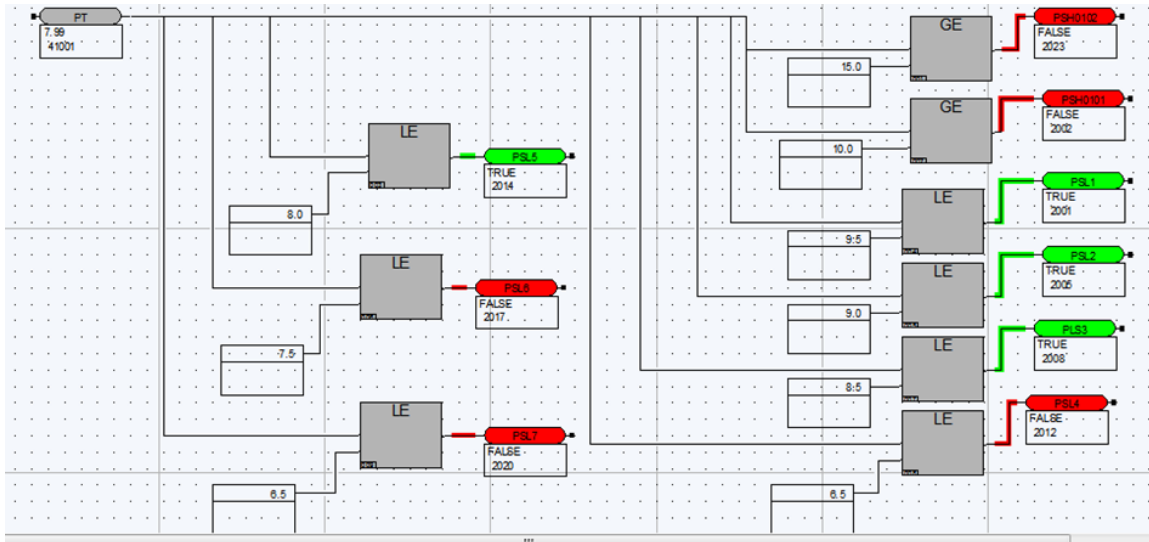 PT
7.99
41001
GE
PSH0102
FALSE
2023
15.0
GE
PSH0101
FALSE
2002
10.0
LE
PSL5
TRUE
2014
8.0
LE
PSL1
TRUE
2001
9.5
LE
PSL2
TRUE
2005
9.0
LE
PSL6
FALSE
2017
7.5
LE
PLS3
TRUE
2008
8.5
LE
PSL4
FALSE
2012
6.5
LE
PSL7
FALSE
2020
6.5